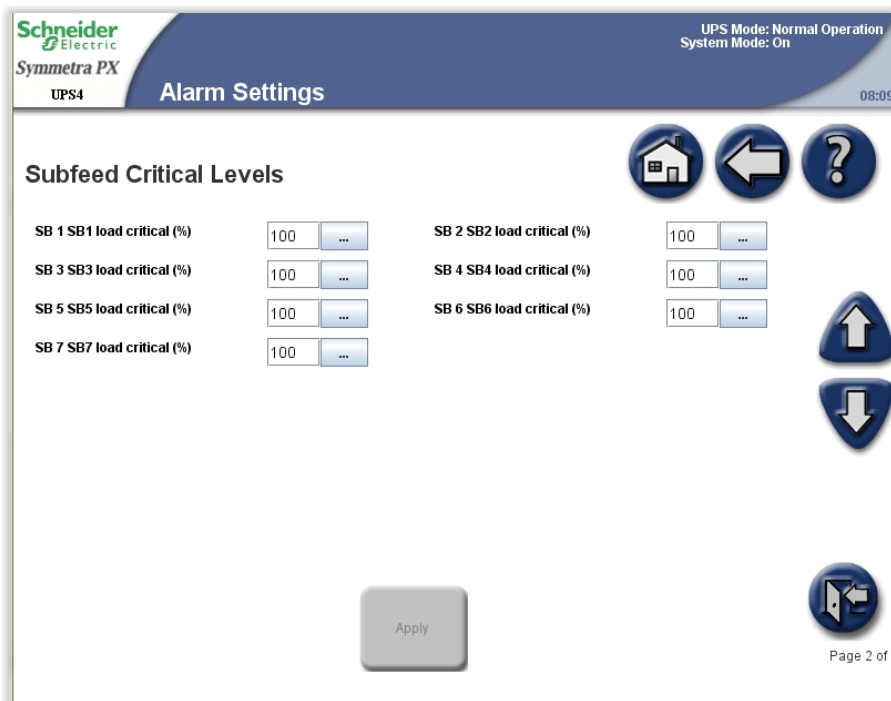 Schneider
Electric
Symmetra PX
UPS4
Alarm Settings
UPS Mode: Normal Operation
System Mode: On
08:09
Subfeed Critical Levels
SB 1 SB1 load critical (%) 100 ...
SB 2 SB2 load critical (%) 100 ...
SB 3 SB3 load critical (%) 100 ...
SB 4 SB4 load critical (%) 100 ...
SB 5 SB5 load critical (%) 100 ...
SB 6 SB6 load critical (%) 100 ...
SB 7 SB7 load critical (%) 100 ...
?
Apply
Page 2 of